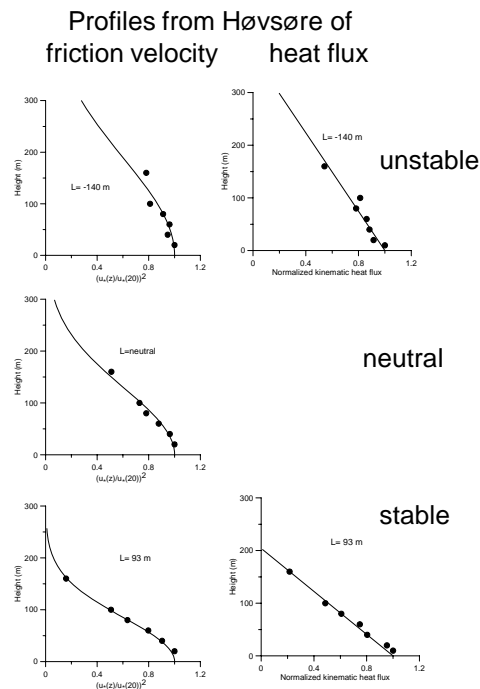 Profiles from Høvsøre of
friction velocity heat flux
300
200
100
0
Height (m)
L= -140 m
0 0.4 0.8 1.2
(u*(z)/u*(20))2
300
200
100
0
Height (m)
L= -140 m
0 0.4 0.8 1.2
Normalized kinematic heat flux
unstable
300
200
100
0
Height (m)
L=neutral
0 0.4 0.8 1.2
(u*(z)/u*(20))2
neutral
300
200
100
0
Height (m)
L= 93 m
0 0.4 0.8 1.2
(u*(z)/u*(20))2
300
200
100
0
Height (m)
L= 93 m
0 0.4 0.8 1.2
Normalized kinematic heat flux
stable